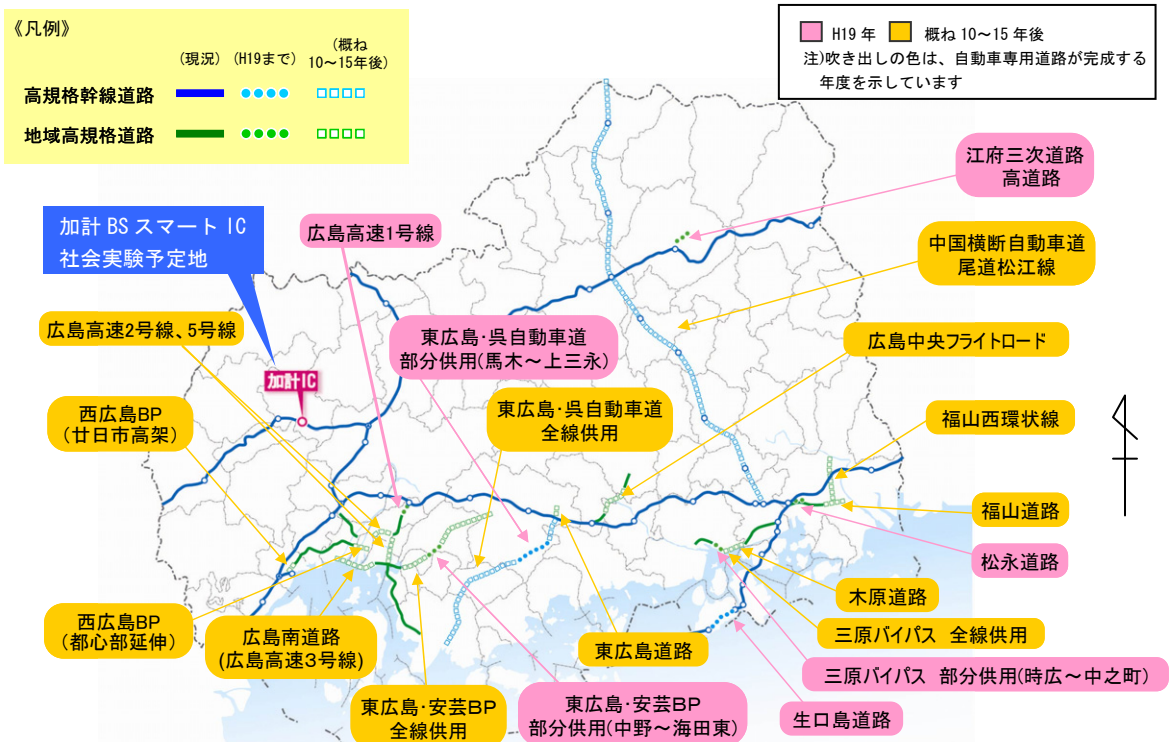 《凡例》
(現況) (H19まで) (概ね
10～15年後)
高規格幹線道路
地域高規格道路
H19年 概ね10～15年後
注)吹き出しの色は、自動車専用道路が完成する
年度を示しています
江府三次道路
高道路
加計BSスマートIC
社会実験予定地
広島高速1号線
中国横断自動車道
尾道松江線
広島高速2号線、5号線
東広島・呉自動車道
部分供用(馬木～上三永)
広島中央フライトロード
加計IC
西広島BP
（廿日市高架）
東広島・呉自動車道
全線供用
福山西環状線
福山道路
松永道路
木原道路
西広島BP
（都心部延伸）
広島南道路
(広島高速3号線)
東広島道路
三原バイパス 全線供用
三原バイパス 部分供用(時広～中之町)
東広島・安芸BP
全線供用
東広島・安芸BP
部分供用(中野～海田東)
生口島道路